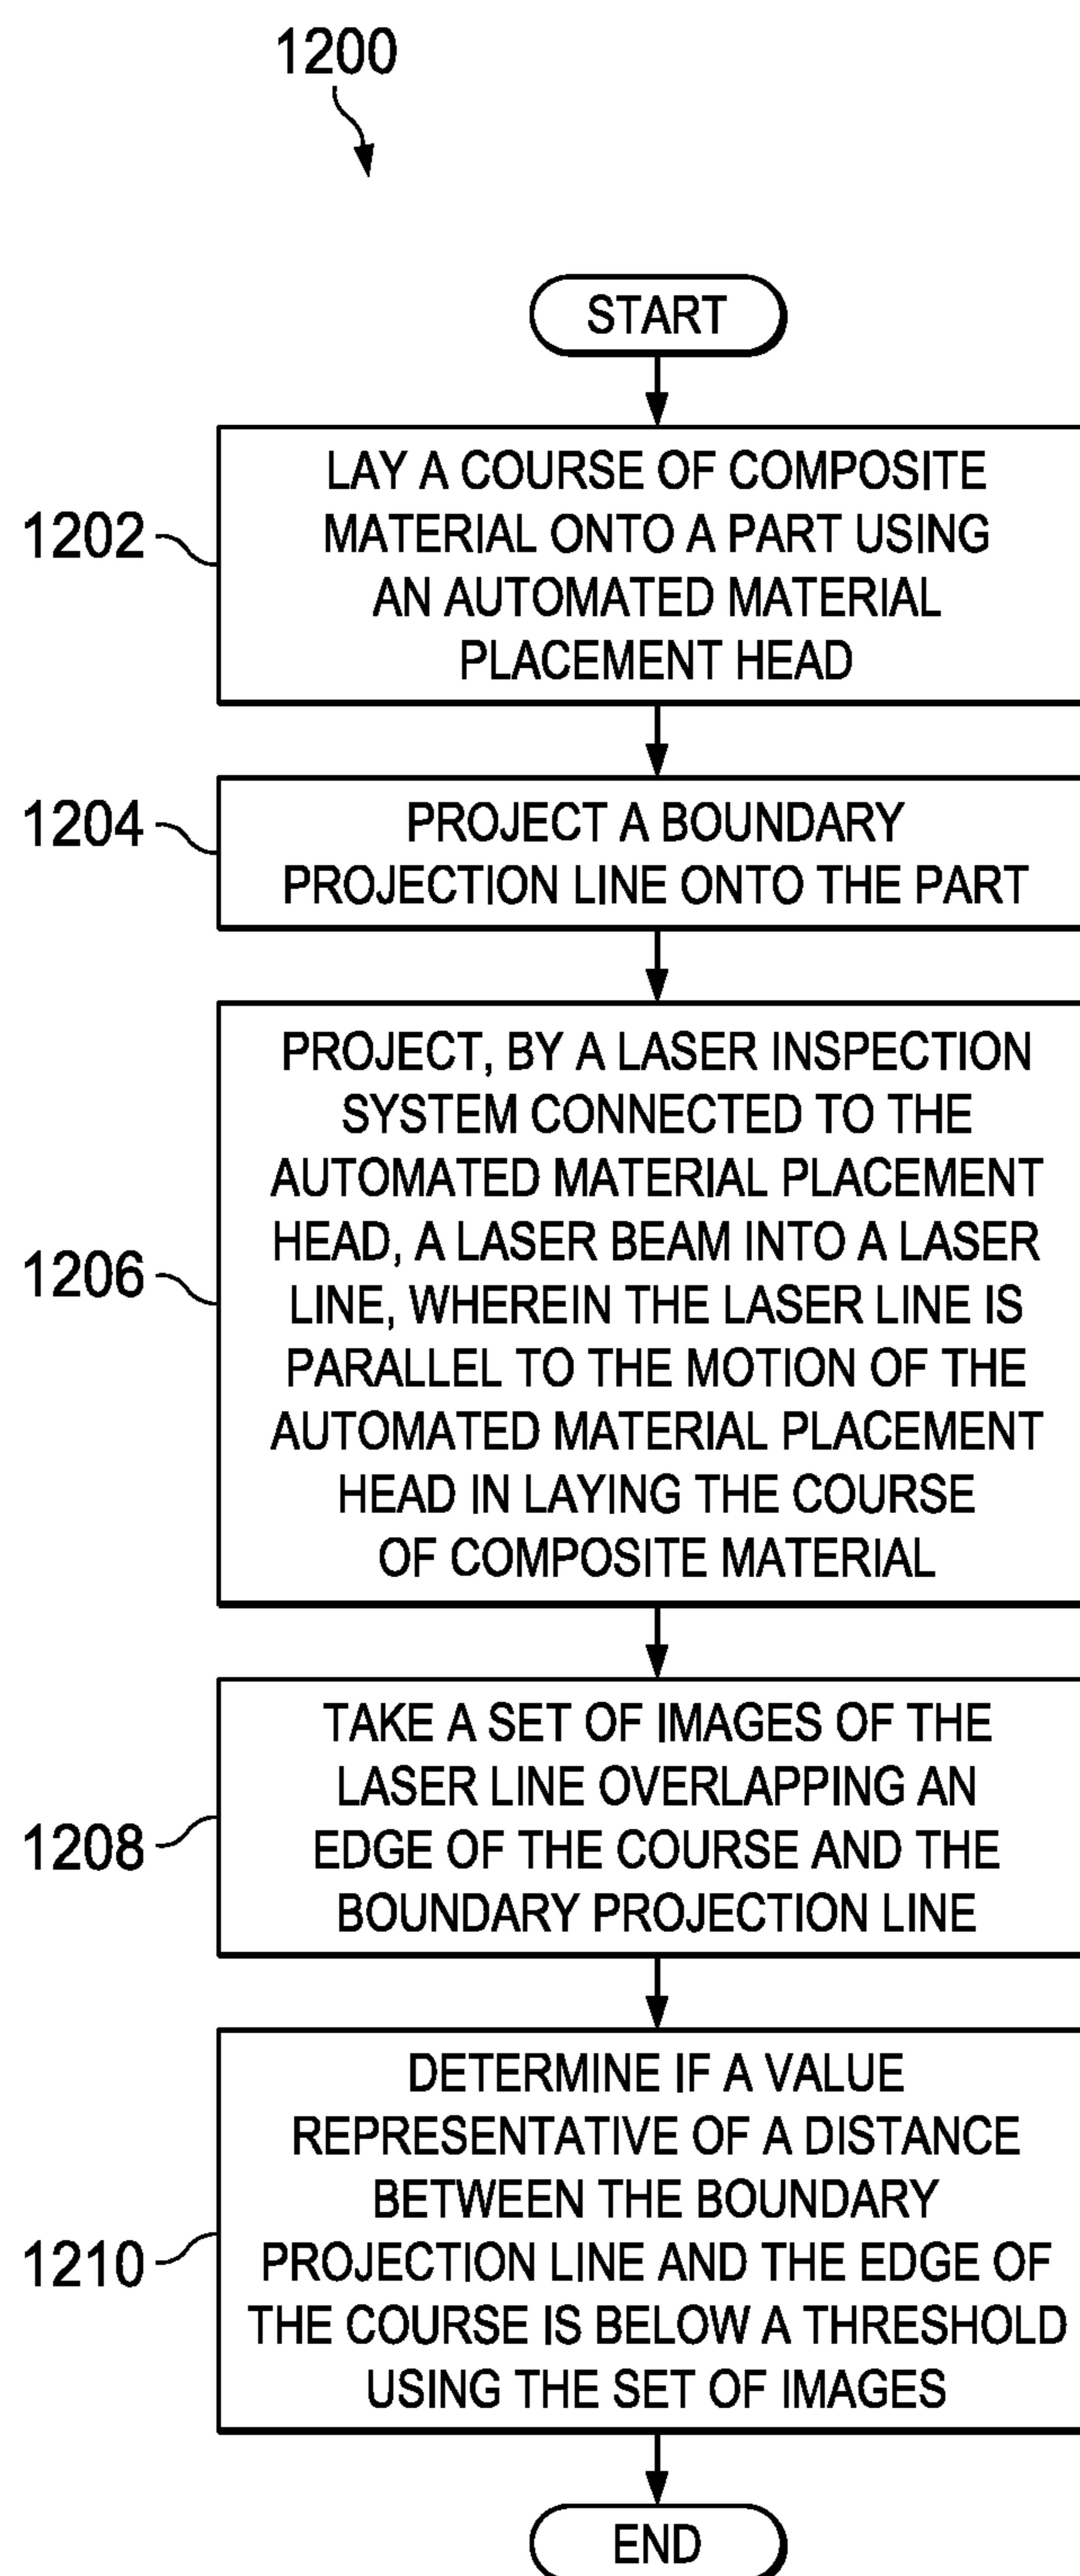 1200
START
1202
LAY A COURSE OF COMPOSITE
MATERIAL ONTO A PART USING
AN AUTOMATED MATERIAL
PLACEMENT HEAD
1204
PROJECT A BOUNDARY
PROJECTION LINE ONTO THE PART
1206
PROJECT, BY A LASER INSPECTION
SYSTEM CONNECTED TO THE
AUTOMATED MATERIAL PLACEMENT
HEAD, A LASER BEAM INTO A LASER
LINE, WHEREIN THE LASER LINE IS
PARALLEL TO THE MOTION OF THE
AUTOMATED MATERIAL PLACEMENT
HEAD IN LAYING THE COURSE
OF COMPOSITE MATERIAL
1208
TAKE A SET OF IMAGES OF THE
LASER LINE OVERLAPPING AN
EDGE OF THE COURSE AND THE
BOUNDARY PROJECTION LINE
1210
DETERMINE IF A VALUE
REPRESENTATIVE OF A DISTANCE
BETWEEN THE BOUNDARY
PROJECTION LINE AND THE EDGE OF
THE COURSE IS BELOW A THRESHOLD
USING THE SET OF IMAGES
END